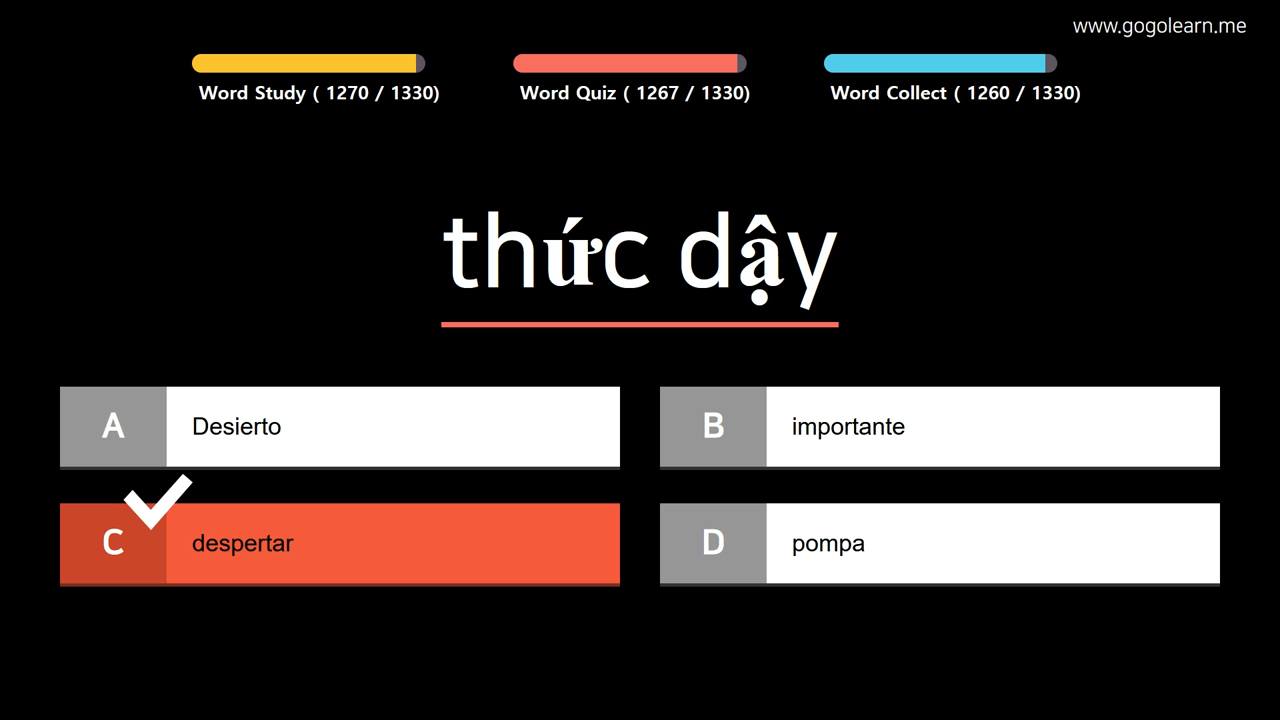 www.gogolearn.me
Word Study ( 1270 / 1330)
Word Quiz ( 1267 / 1330)
Word Collect ( 1260 / 1330)
thức dậy
A Desierto
B importante
C despertar
D pompa